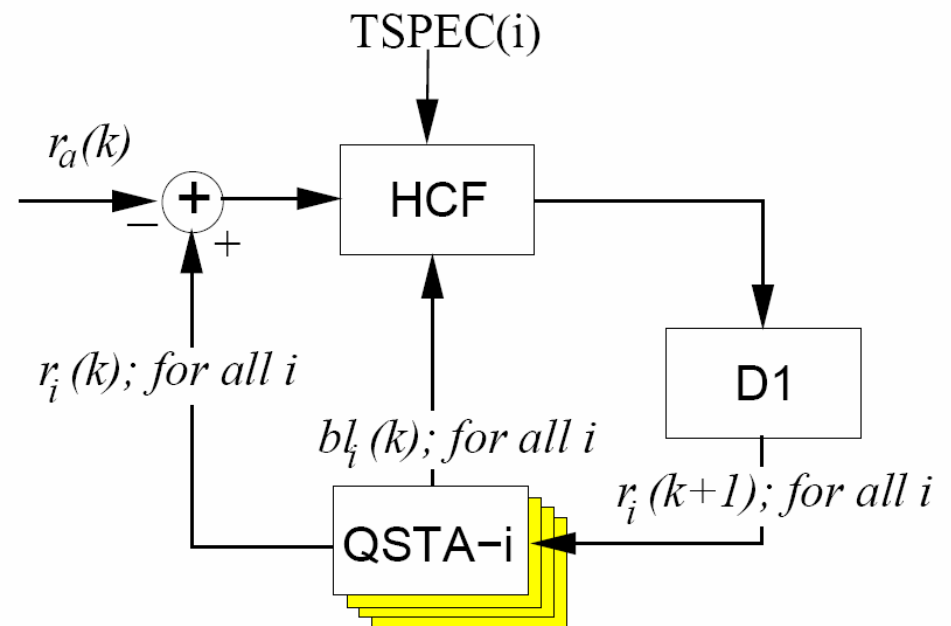 TSPEC(i)
r_a(k)
+
HCF
−
+
r_i(k); for all i
D1
bl_i(k); for all i
r_i(k+1); for all i
QSTA−i